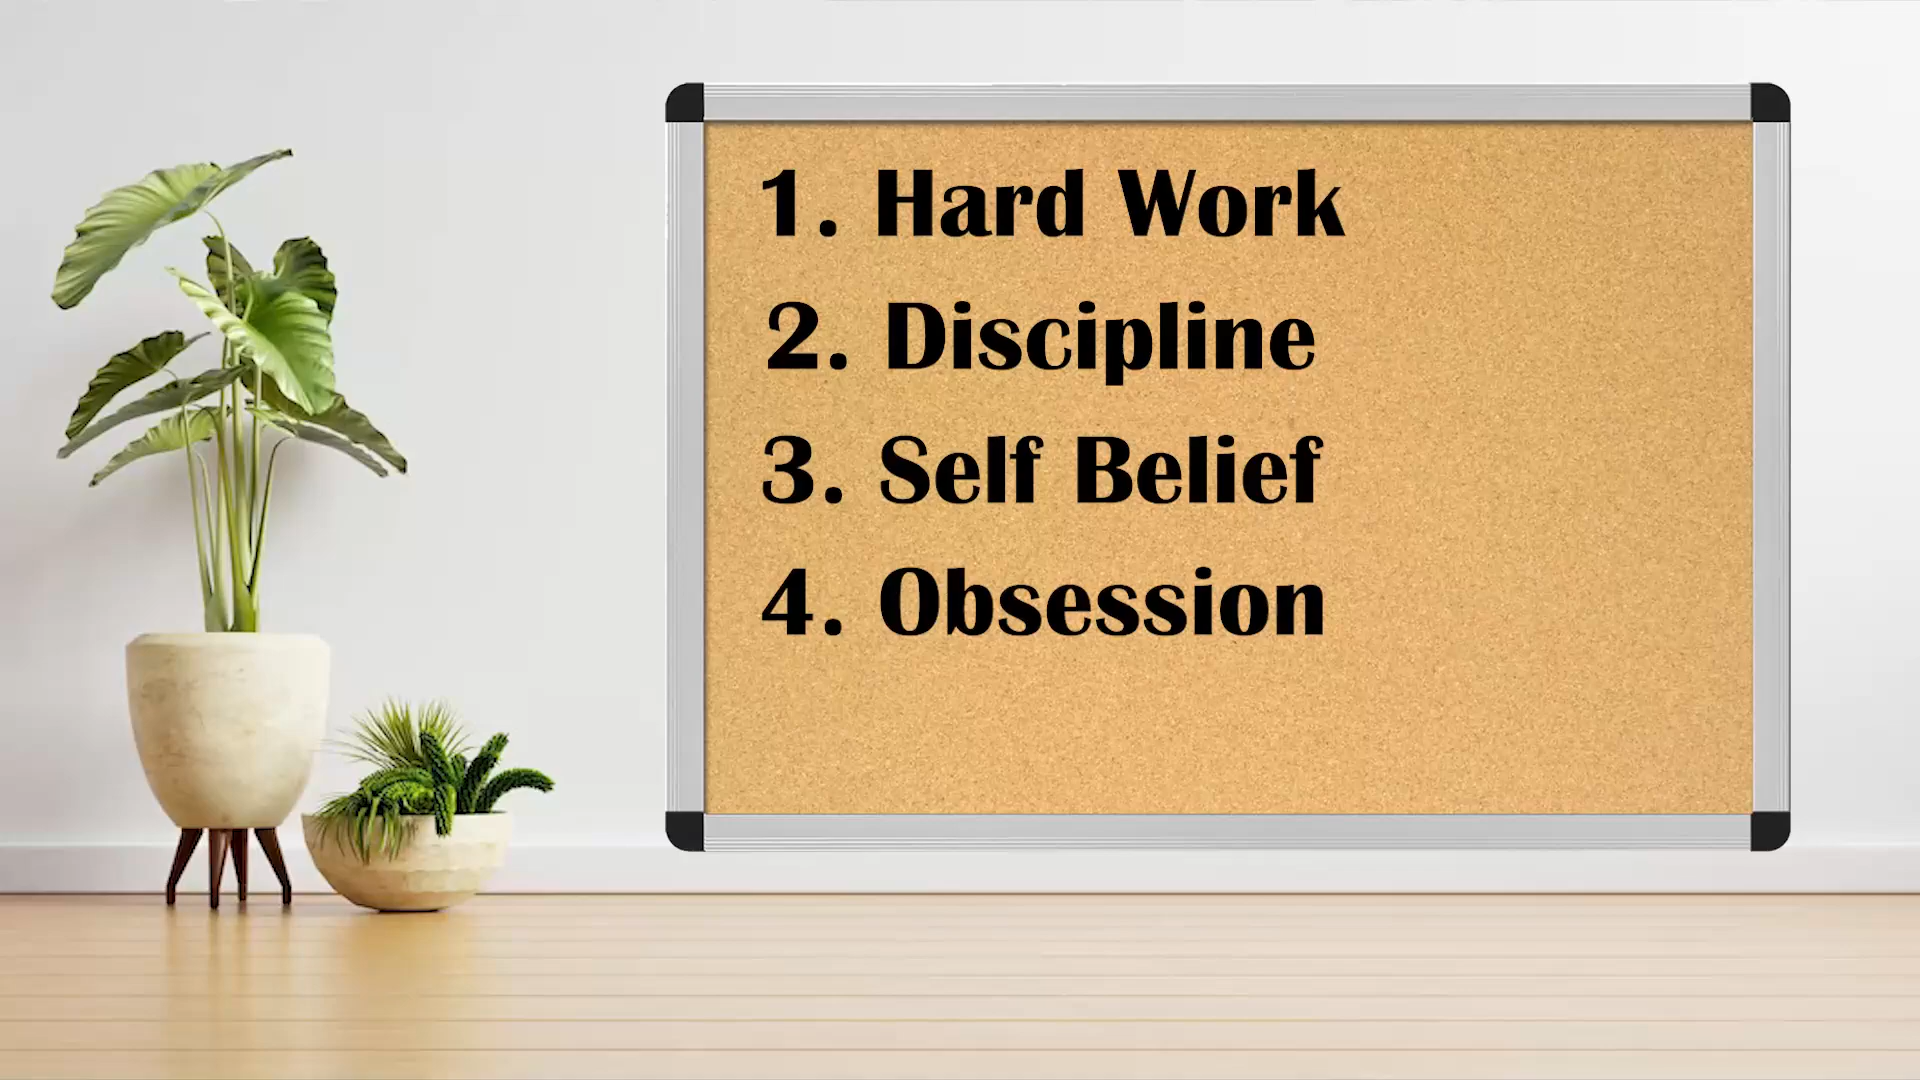 1. Hard Work
2. Discipline
3. Self Belief
4. Obsession